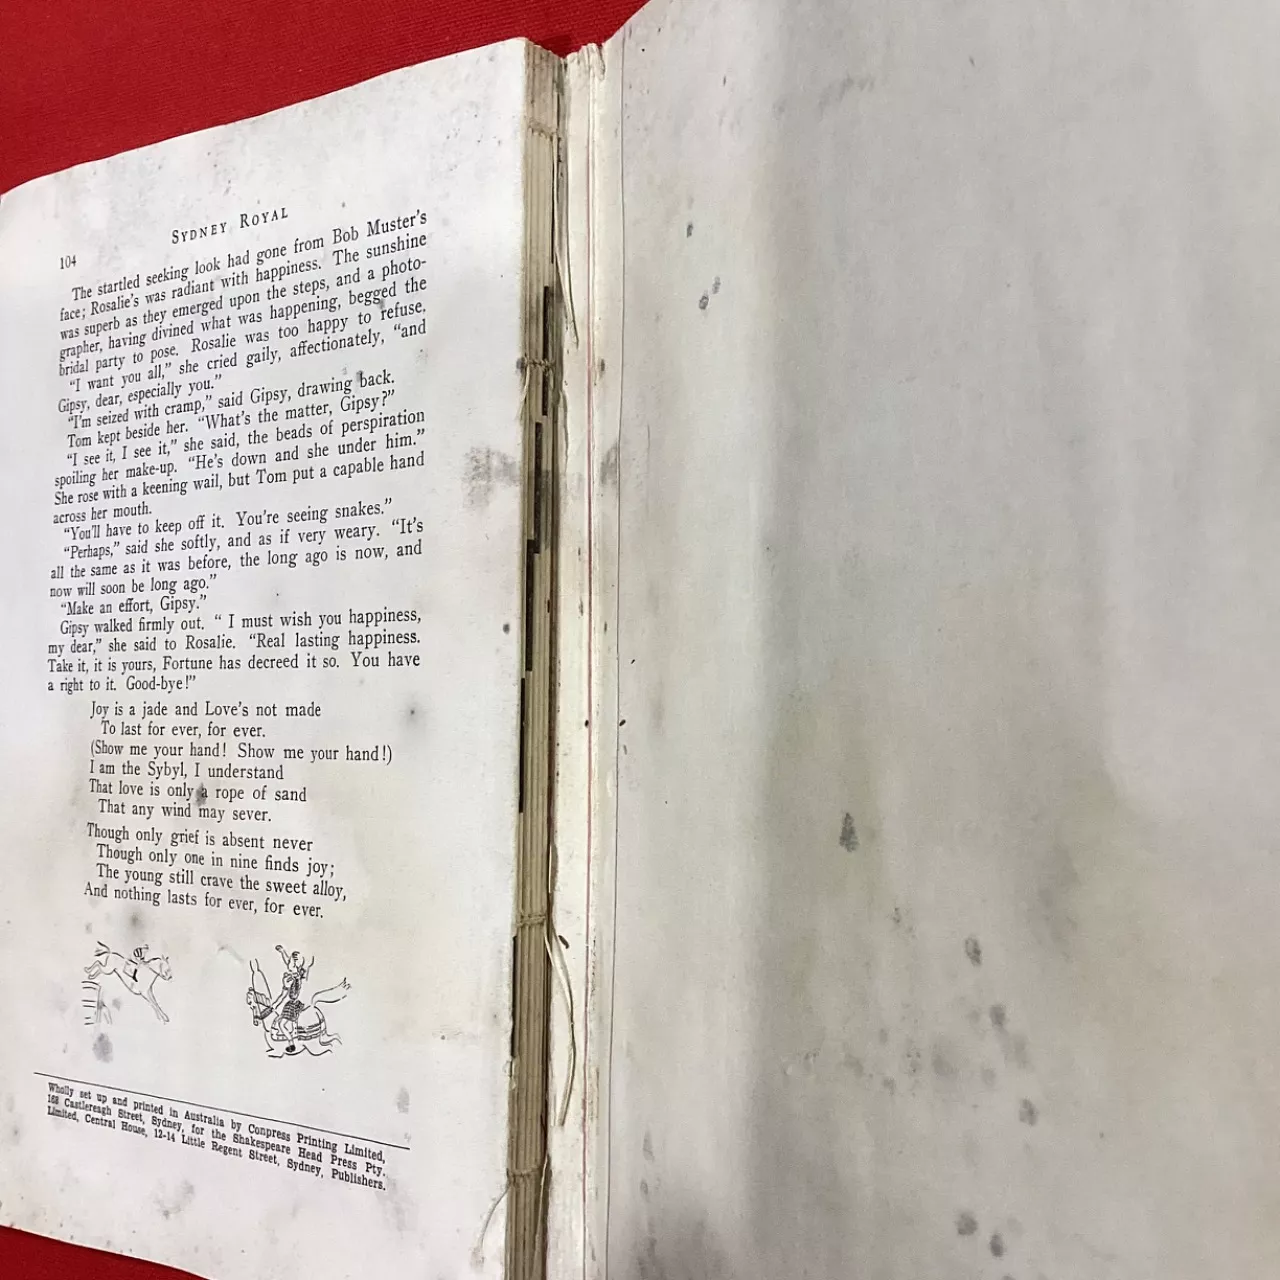 SYDNEY ROYAL
104
The startled seeking look had gone from Bob Muster's
face; Rosalie's was radiant with happiness. The sunshine
was superb as they emerged upon the steps, and a photo-
grapher, having divined what was happening, begged the
bridal party to pose. Rosalie was too happy to refuse.
"I want you all," she cried gaily, affectionately, "and
Gipsy, dear, especially you."
"I'm seized with cramp," said Gipsy, drawing back.
Tom kept beside her. "What's the matter, Gipsy?"
"I see it, I see it," she said, the beads of perspiration
spoiling her make-up. "He's down and she under him."
She rose with a keening wail, but Tom put a capable hand
across her mouth.
"You'll have to keep off it. You're seeing snakes."
"Perhaps," said she softly, and as if very weary. "It's
all the same as it was before, the long ago is now, and
now will soon be long ago."
"Make an effort, Gipsy."
Gipsy walked firmly out. " I must wish you happiness,
my dear," she said to Rosalie. "Real lasting happiness.
Take it, it is yours, Fortune has decreed it so. You have
a right to it. Good-bye!"
Joy is a jade and Love's not made
To last for ever, for ever.
(Show me your hand! Show me your hand!)
I am the Sybyl, I understand
That love is only a rope of sand
That any wind may sever.
Though only grief is absent never
Though only one in nine finds joy;
The young still crave the sweet alloy,
And nothing lasts for ever, for ever.
Wholly set up and printed in Australia by Conpress Printing Limited,
168 Castlereagh Street, Sydney, for the Shakespeare Head Press Pty.
Limited, Central House, 12-14 Little Regent Street, Sydney, Publishers.